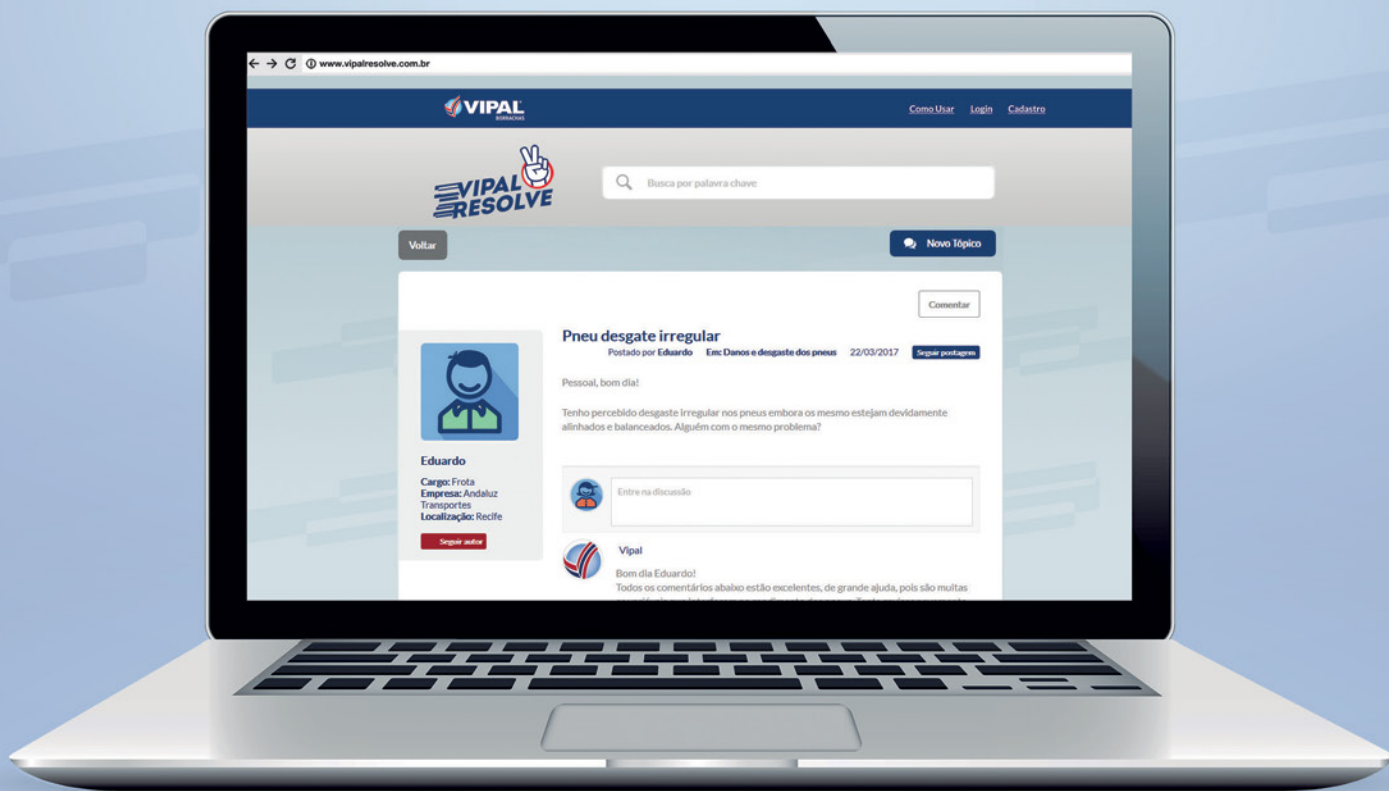 www.vipalresolve.com.br
VIPAL
BORRACHAS
Como Usar Login Cadastro
VIPAL
RESOLVE
Busca por palavra chave
Voltar
Novo Tópico
Comentar
Pneu desgate irregular
Postado por Eduardo Em: Danos e desgaste dos pneus 22/03/2017 Seguir postagem
Pessoal, bom dia!
Tenho percebido desgaste irregular nos pneus embora os mesmo estejam devidamente
alinhados e balanceados. Alguém com o mesmo problema?
Eduardo
Cargo: Frota
Empresa: Andaluz
Transportes
Localização: Recife
Seguir autor
Entre na discussão
Vipal
Bom dia Eduardo!
Todos os comentários abaixo estão excelentes, de grande ajuda, pois são muitas